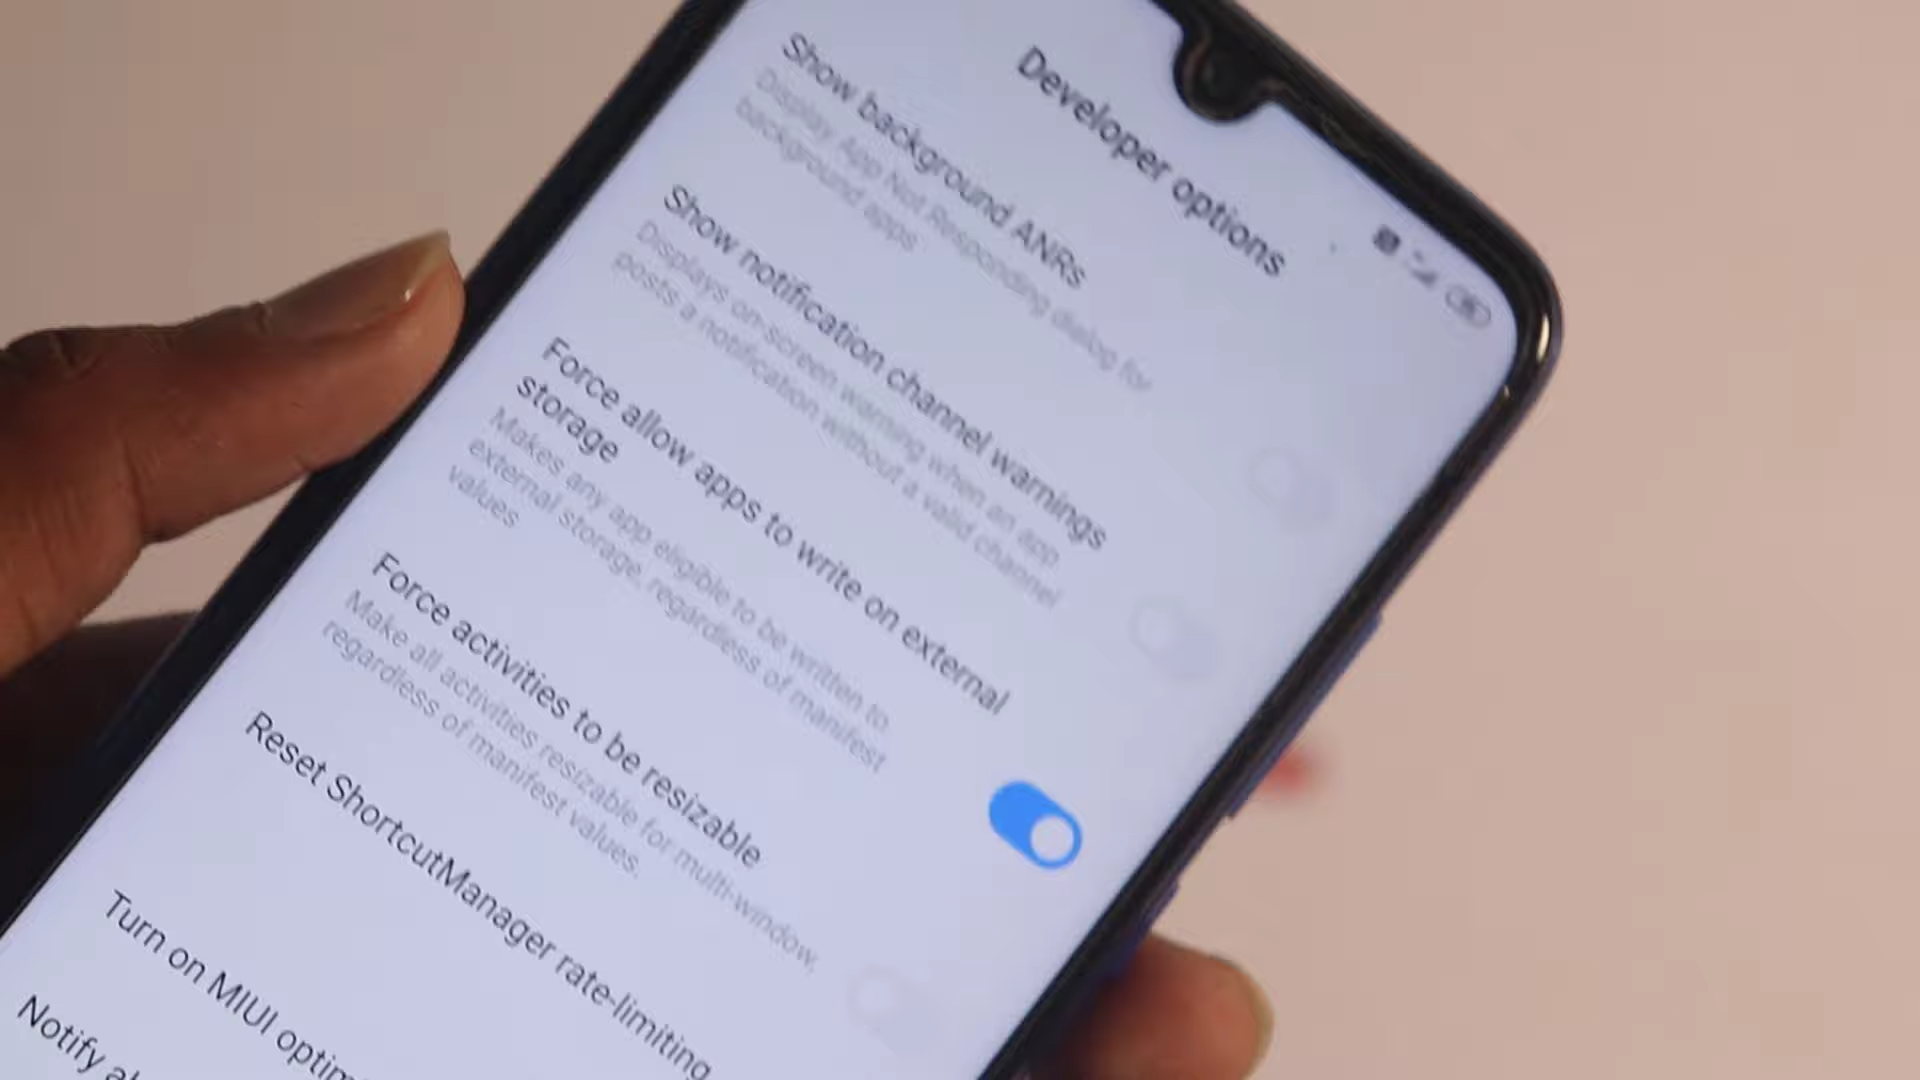 Developer options
Show background ANRs
Display App Not Responding dialog for
background apps
Show notification channel warnings
Displays on-screen warning when an app
posts a notification without a valid channel
Force allow apps to write on external
storage
Makes any app eligible to be written to
external storage, regardless of manifest
values
Force activities to be resizable
Make all activities resizable for multi-window,
regardless of manifest values.
Reset ShortcutManager rate-limiting
Turn on MIUI optim
Notify a